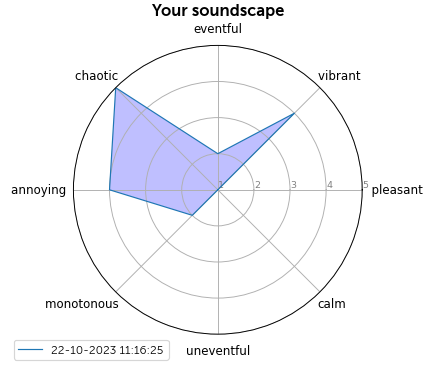 Your soundscape
eventful
chaotic
vibrant
annoying
1
2
3
4
5
pleasant
monotonous
calm
uneventful
22-10-2023 11:16:25